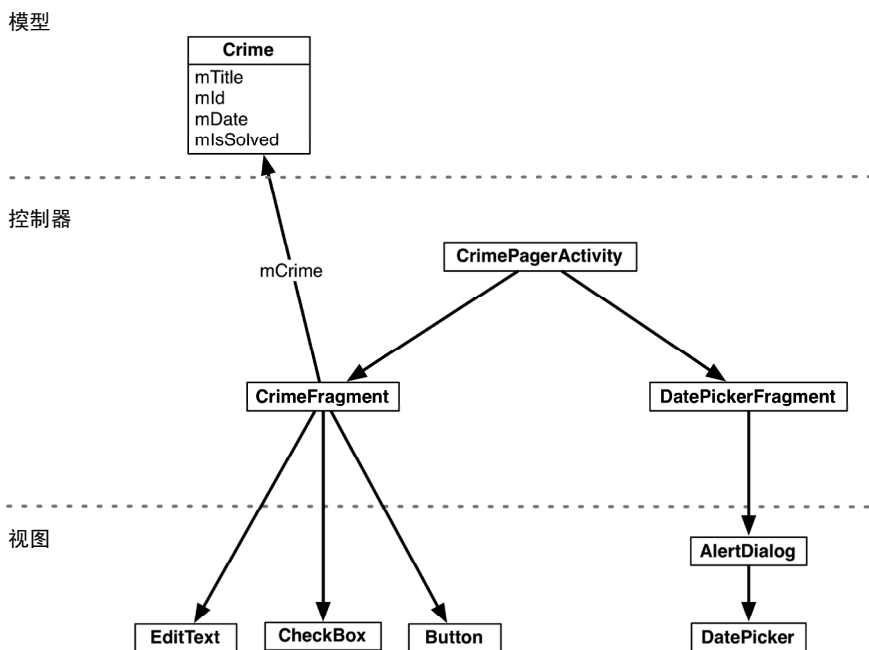 模型
Crime
mTitle
mId
mDate
mIsSolved
控制器
CrimePagerActivity
mCrime
CrimeFragment
DatePickerFragment
视图
AlertDialog
EditText
CheckBox
Button
DatePicker